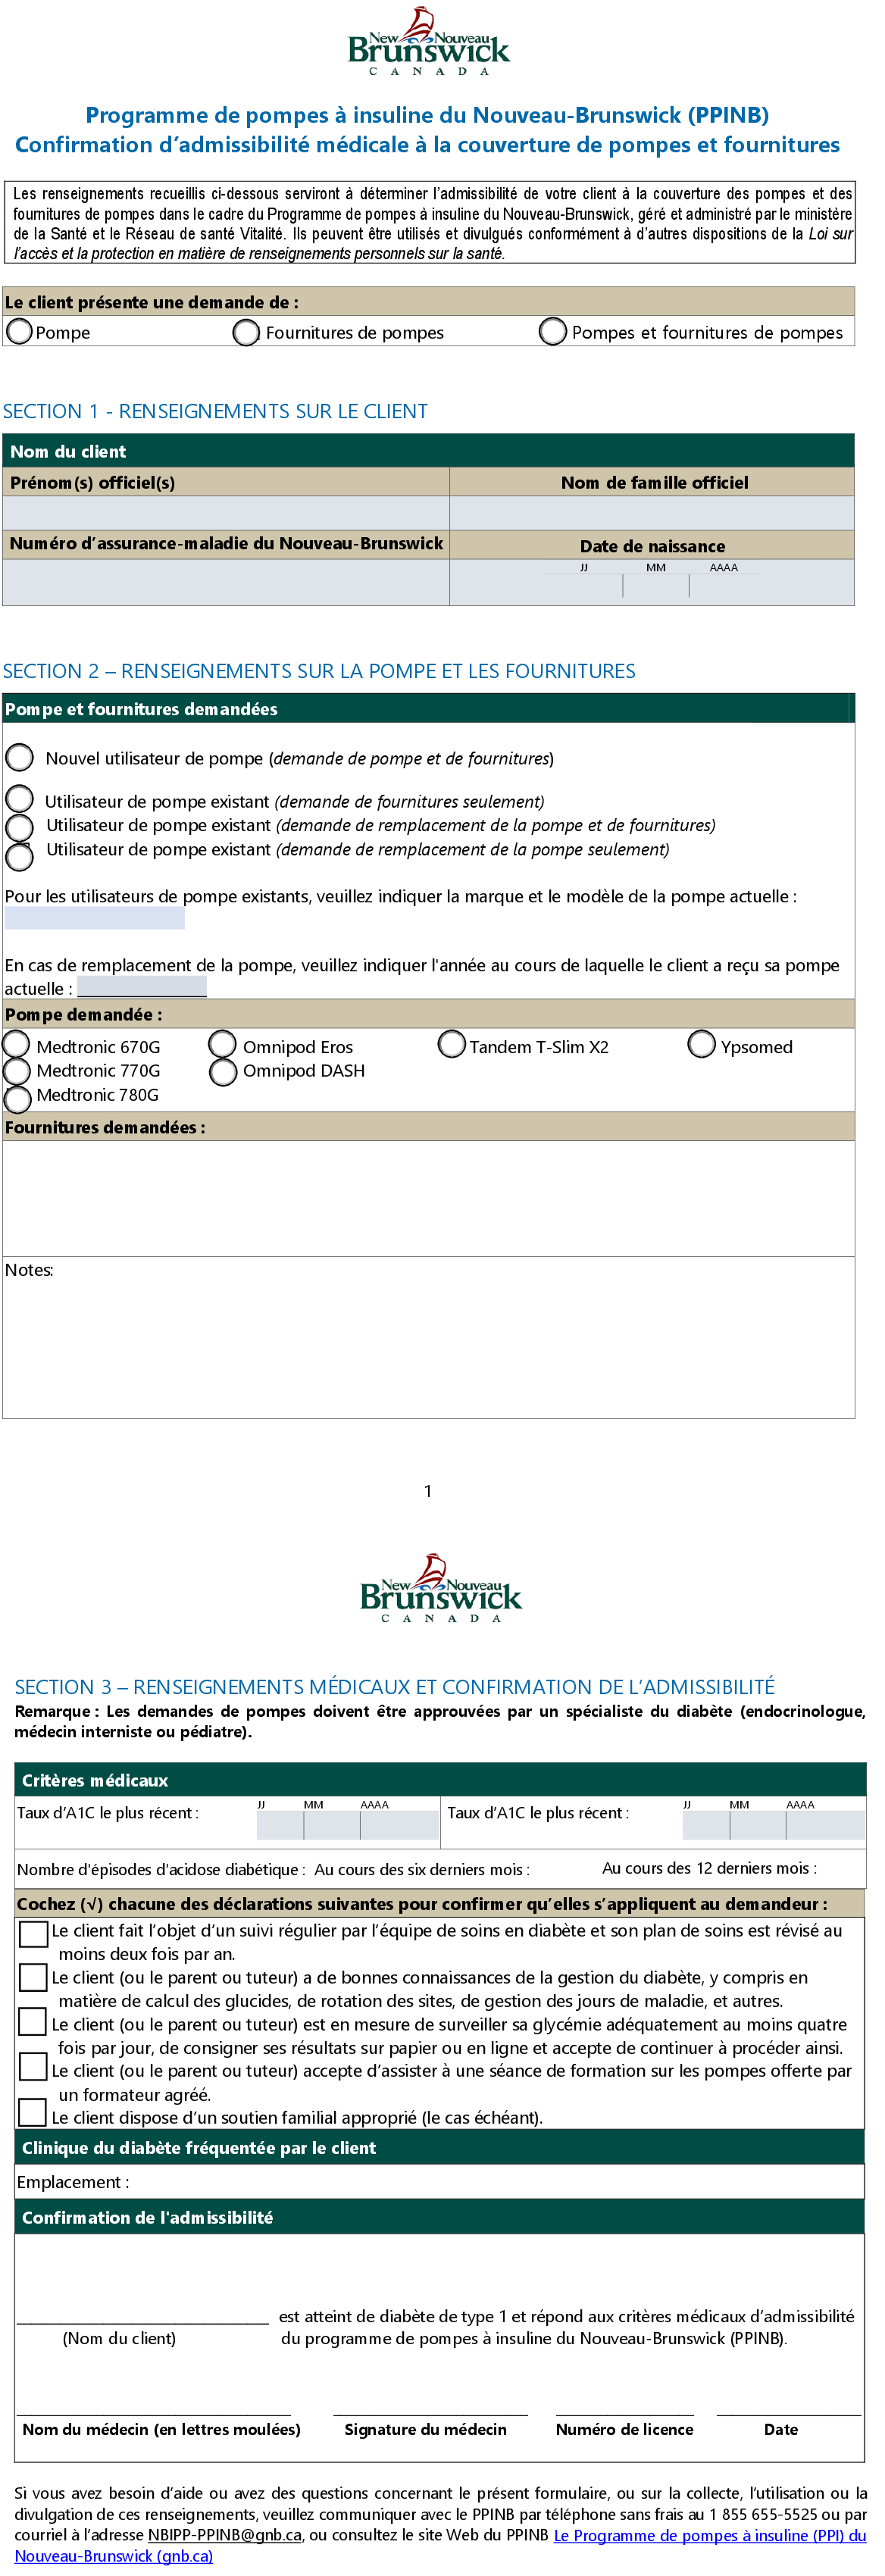 New Nouveau
Brunswick
CANADA
Programme de pompes à insuline du Nouveau-Brunswick (PPINB)
Confirmation d’admissibilité médicale à la couverture de pompes et fournitures
Les renseignements recueillis ci-dessous serviront à déterminer l’admissibilité de votre client à la couverture des pompes et des
fournitures de pompes dans le cadre du Programme de pompes à insuline du Nouveau-Brunswick, géré et administré par le ministère
de la Santé et le Réseau de santé Vitalité. Ils peuvent être utilisés et divulgués conformément à d’autres dispositions de la Loi sur
l’accès et la protection en matière de renseignements personnels sur la santé.
Le client présente une demande de :
Pompe Fournitures de pompes Pompes et fournitures de pompes
SECTION 1 - RENSEIGNEMENTS SUR LE CLIENT
Nom du client
Prénom(s) officiel(s) Nom de famille officiel
Numéro d’assurance-maladie du Nouveau-Brunswick Date de naissance
JJ MM AAAA
SECTION 2 – RENSEIGNEMENTS SUR LA POMPE ET LES FOURNITURES
Pompe et fournitures demandées
Nouvel utilisateur de pompe (demande de pompe et de fournitures)
Utilisateur de pompe existant (demande de fournitures seulement)
Utilisateur de pompe existant (demande de remplacement de la pompe et de fournitures)
Utilisateur de pompe existant (demande de remplacement de la pompe seulement)
Pour les utilisateurs de pompe existants, veuillez indiquer la marque et le modèle de la pompe actuelle :
En cas de remplacement de la pompe, veuillez indiquer l'année au cours de laquelle le client a reçu sa pompe
actuelle :
Pompe demandée :
Medtronic 670G Omnipod Eros Tandem T-Slim X2 Ypsomed
Medtronic 770G Omnipod DASH
Medtronic 780G
Fournitures demandées :
Notes:
1
New Nouveau
Brunswick
CANADA
SECTION 3 – RENSEIGNEMENTS MÉDICAUX ET CONFIRMATION DE L’ADMISSIBILITÉ
Remarque : Les demandes de pompes doivent être approuvées par un spécialiste du diabète (endocrinologue,
médecin interniste ou pédiatre).
Critères médicaux
Taux d’A1C le plus récent : JJ MM AAAA Taux d’A1C le plus récent : JJ MM AAAA
Nombre d'épisodes d'acidose diabétique : Au cours des six derniers mois : Au cours des 12 derniers mois :
Cochez (√) chacune des déclarations suivantes pour confirmer qu’elles s’appliquent au demandeur :
Le client fait l’objet d’un suivi régulier par l’équipe de soins en diabète et son plan de soins est révisé au
moins deux fois par an.
Le client (ou le parent ou tuteur) a de bonnes connaissances de la gestion du diabète, y compris en
matière de calcul des glucides, de rotation des sites, de gestion des jours de maladie, et autres.
Le client (ou le parent ou tuteur) est en mesure de surveiller sa glycémie adéquatement au moins quatre
fois par jour, de consigner ses résultats sur papier ou en ligne et accepte de continuer à procéder ainsi.
Le client (ou le parent ou tuteur) accepte d’assister à une séance de formation sur les pompes offerte par
un formateur agréé.
Le client dispose d’un soutien familial approprié (le cas échéant).
Clinique du diabète fréquentée par le client
Emplacement :
Confirmation de l'admissibilité
est atteint de diabète de type 1 et répond aux critères médicaux d’admissibilité
(Nom du client) du programme de pompes à insuline du Nouveau-Brunswick (PPINB).
Nom du médecin (en lettres moulées) Signature du médecin Numéro de licence Date
Si vous avez besoin d’aide ou avez des questions concernant le présent formulaire, ou sur la collecte, l’utilisation ou la
divulgation de ces renseignements, veuillez communiquer avec le PPINB par téléphone sans frais au 1 855 655-5525 ou par
courriel à l’adresse NBIPP-PPINB@gnb.ca, ou consultez le site Web du PPINB Le Programme de pompes à insuline (PPI) du
Nouveau-Brunswick (gnb.ca)